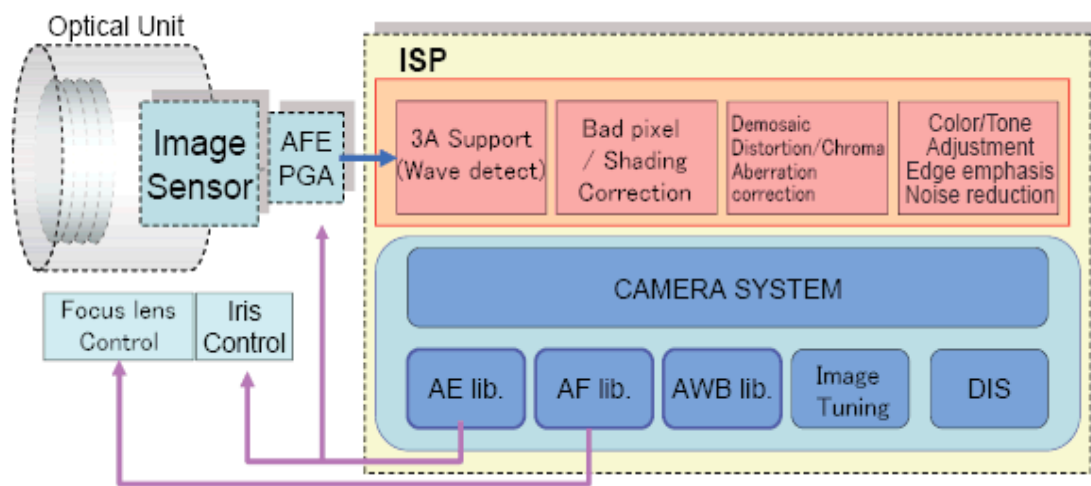 Optical Unit
Image
Sensor
AFE
PGA
ISP
3A Support
(Wave detect)
Bad pixel
/ Shading
Correction
Demosaic
Distortion/Chroma
Aberration
correction
Color/Tone
Adjustment
Edge emphasis
Noise reduction
CAMERA SYSTEM
Focus lens
Control
Iris
Control
AE lib.
AF lib.
AWB lib.
Image
Tuning
DIS